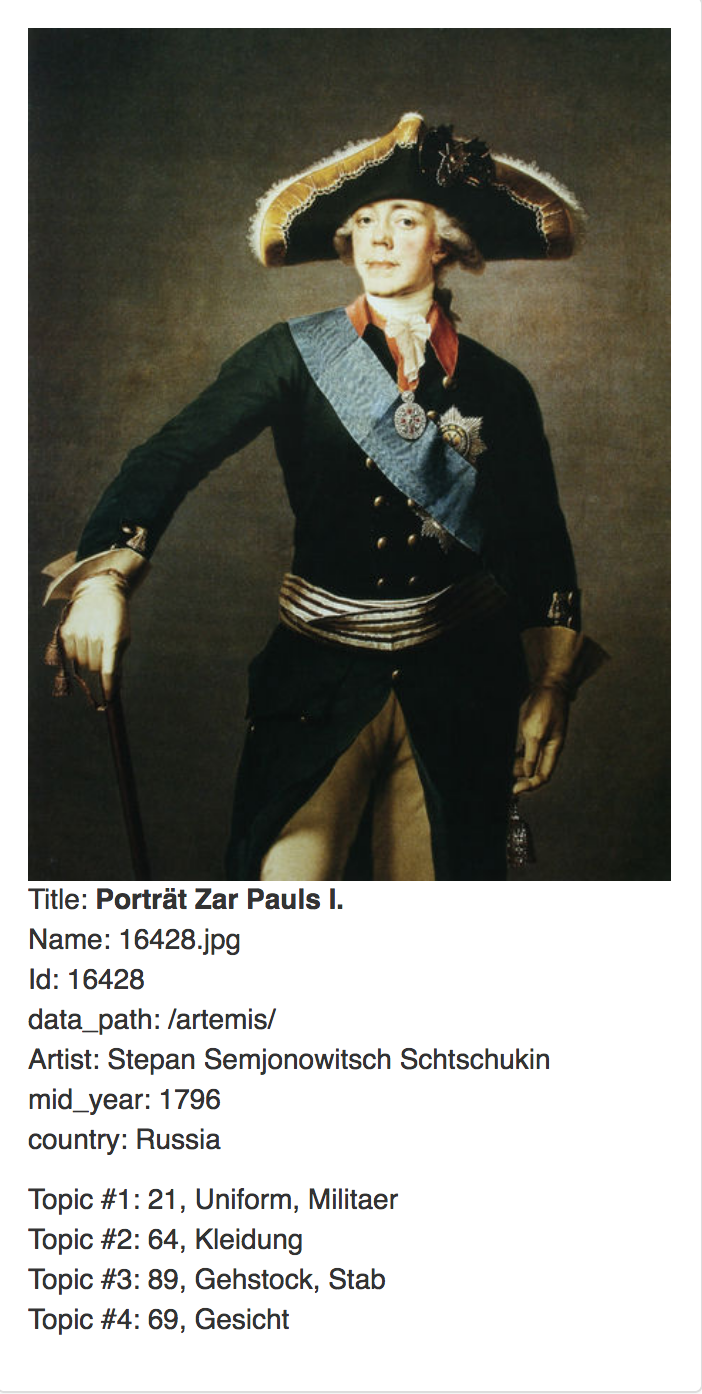 Title: Porträt Zar Pauls I.
Name: 16428.jpg
Id: 16428
data_path: /artemis/
Artist: Stepan Semjonowitsch Schtschukin
mid_year: 1796
country: Russia
Topic #1: 21, Uniform, Militaer
Topic #2: 64, Kleidung
Topic #3: 89, Gehstock, Stab
Topic #4: 69, Gesicht